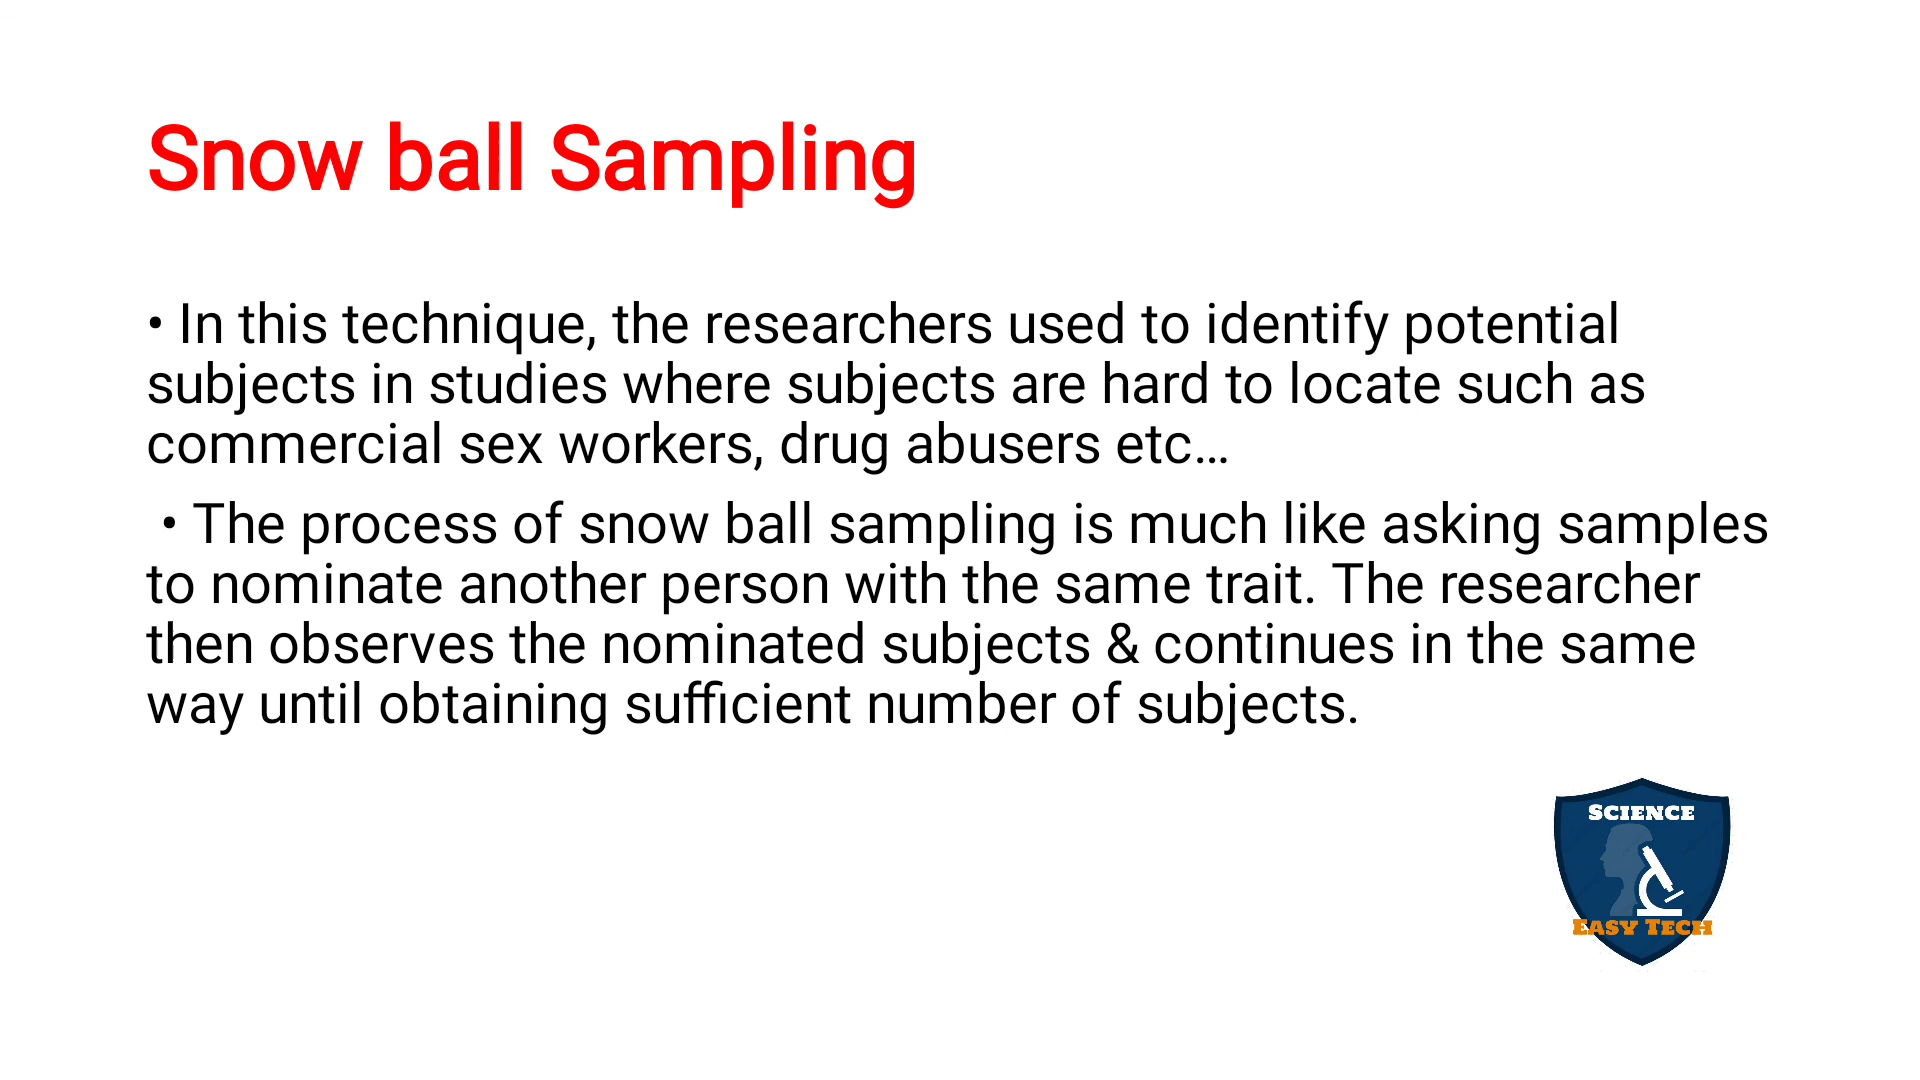 Snow ball Sampling
• In this technique, the researchers used to identify potential
subjects in studies where subjects are hard to locate such as
commercial sex workers, drug abusers etc…
• The process of snow ball sampling is much like asking samples
to nominate another person with the same trait. The researcher
then observes the nominated subjects & continues in the same
way until obtaining sufficient number of subjects.
SCIENCE
EASY TECH